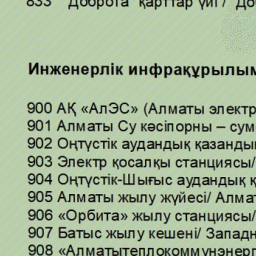 833 "Доброта" қарттар үйі / "До
Инженерлік инфрақұрылым
900 АҚ «АлЭС» (Алматы электр
901 Алматы Су кәсіпорны – сум
902 Оңтүстік аудандық қазанды
903 Электр қосалқы станциясы/
904 Оңтүстік-Шығыс аудандық қ
905 Алматы жылу жүйесі/ Алмат
906 «Орбита» жылу станциясы/
907 Батыс жылу кешені/ Запад
908 «Алматытеплокоммунэнерг